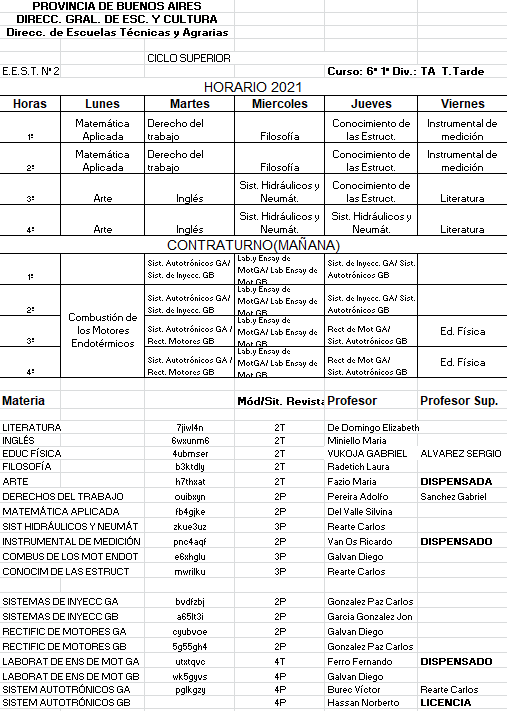 PROVINCIA DE BUENOS AIRES
DIRECC. GRAL. DE ESC. Y CULTURA
Direcc. de Escuelas Técnicas y Agrarias
CICLO SUPERIOR
E.E.S.T. Nº 2 Curso: 6º 1º Div.: TA T.Tarde
HORARIO 2021
Horas Lunes Martes Miercoles Jueves Viernes
Matemática Derecho del Conocimiento de Instrumental de
1º Aplicada trabajo Filosofía las Estruct. medición
Matemática Derecho del Conocimiento de Instrumental de
2º Aplicada trabajo Filosofía las Estruct. medición
Sist. Hidráulicos y Conocimiento de
3º Arte Inglés Neumát. las Estruct. Literatura
Sist. Hidráulicos y Sist. Hidráulicos y
4º Arte Inglés Neumát. Neumát. Literatura
CONTRATURNO(MAÑANA)
Sist. Autotrónicos GA/ Lab.y Ensay de Sist. de Inyecc. GA/ Sist.
1º Sist. de Inyecc. GB MotGA/ Lab Ensay de Autotrónicos GB
Mot GB
Sist. Autotrónicos GA/ Lab.y Ensay de Sist. de Inyecc. GA/ Sist.
2º Sist. de Inyecc. GB MotGA/ Lab Ensay de Autotrónicos GB
Mot GB
Combustión de
los Motores
Endotérmicos
Sist. Autotrónicos GA / Lab.y Ensay de Rect de Mot GA/
3º Rect. Motores GB MotGA/ Lab Ensay de Sist. Autotrónicos GB Ed. Física
Mot GB
Sist. Autotrónicos GA / Lab.y Ensay de Rect de Mot GA/
4º Rect. Motores GB MotGA/ Lab Ensay de Sist. Autotrónicos GB Ed. Física
Mot GB
Materia Mód/Sit. Revista Profesor Profesor Sup.
LITERATURA 7jiwl4n 2T De Domingo Elizabeth
INGLÉS 6wxunm6 2T Miniello Maria
EDUC FÍSICA 4ubmser 2T VUKOJA GABRIEL ALVAREZ SERGIO
FILOSOFÍA b3ktdly 2T Radetich Laura
ARTE h7thxat 2T Fazio Maria DISPENSADA
DERECHOS DEL TRABAJO ouibxyn 2P Pereira Adolfo Sanchez Gabriel
MATEMÁTICA APLICADA fb4gjke 2P Del Valle Silvina
SIST HIDRÁULICOS Y NEUMÁT zkue3uz 3P Rearte Carlos
INSTRUMENTAL DE MEDICIÓN pnc4aqf 2P Van Os Ricardo DISPENSADO
COMBUS DE LOS MOT ENDOT e6xhglu 3P Galvan Diego
CONOCIM DE LAS ESTRUCT mwrilku 3P Rearte Carlos
SISTEMAS DE INYECC GA bvdfzbj 2P Gonzalez Paz Carlos
SISTEMAS DE INYECC GB a65lt3i 2P Garcia Gonzalez Jon
RECTIFIC DE MOTORES GA cyubvoe 2P Galvan Diego
RECTIFIC DE MOTORES GB 5g55gh4 2P Gonzalez Paz Carlos
LABORAT DE ENS DE MOT GA utxtqvc 4T Ferro Fernando DISPENSADO
LABORAT DE ENS DE MOT GB wk5gyvs 4P Galvan Diego
SISTEM AUTOTRÓNICOS GA pglkgzy 4P Burec Víctor Rearte Carlos
SISTEM AUTOTRÓNICOS GB 4P Hassan Norberto LICENCIA